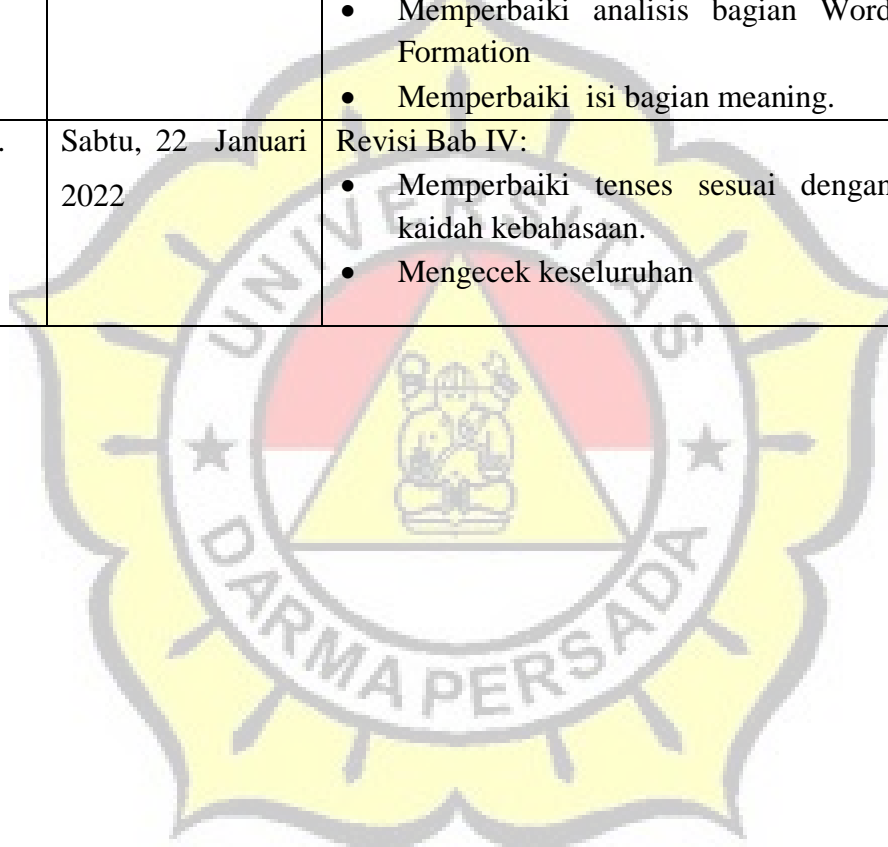 • Memperbaiki analisis bagian Word
Formation
• Memperbaiki isi bagian meaning.
. Sabtu, 22 Januari
2022
Revisi Bab IV:
• Memperbaiki tenses sesuai dengan
kaidah kebahasaan.
• Mengecek keseluruhan
UNIVERSITAS
DARMA PERSADA